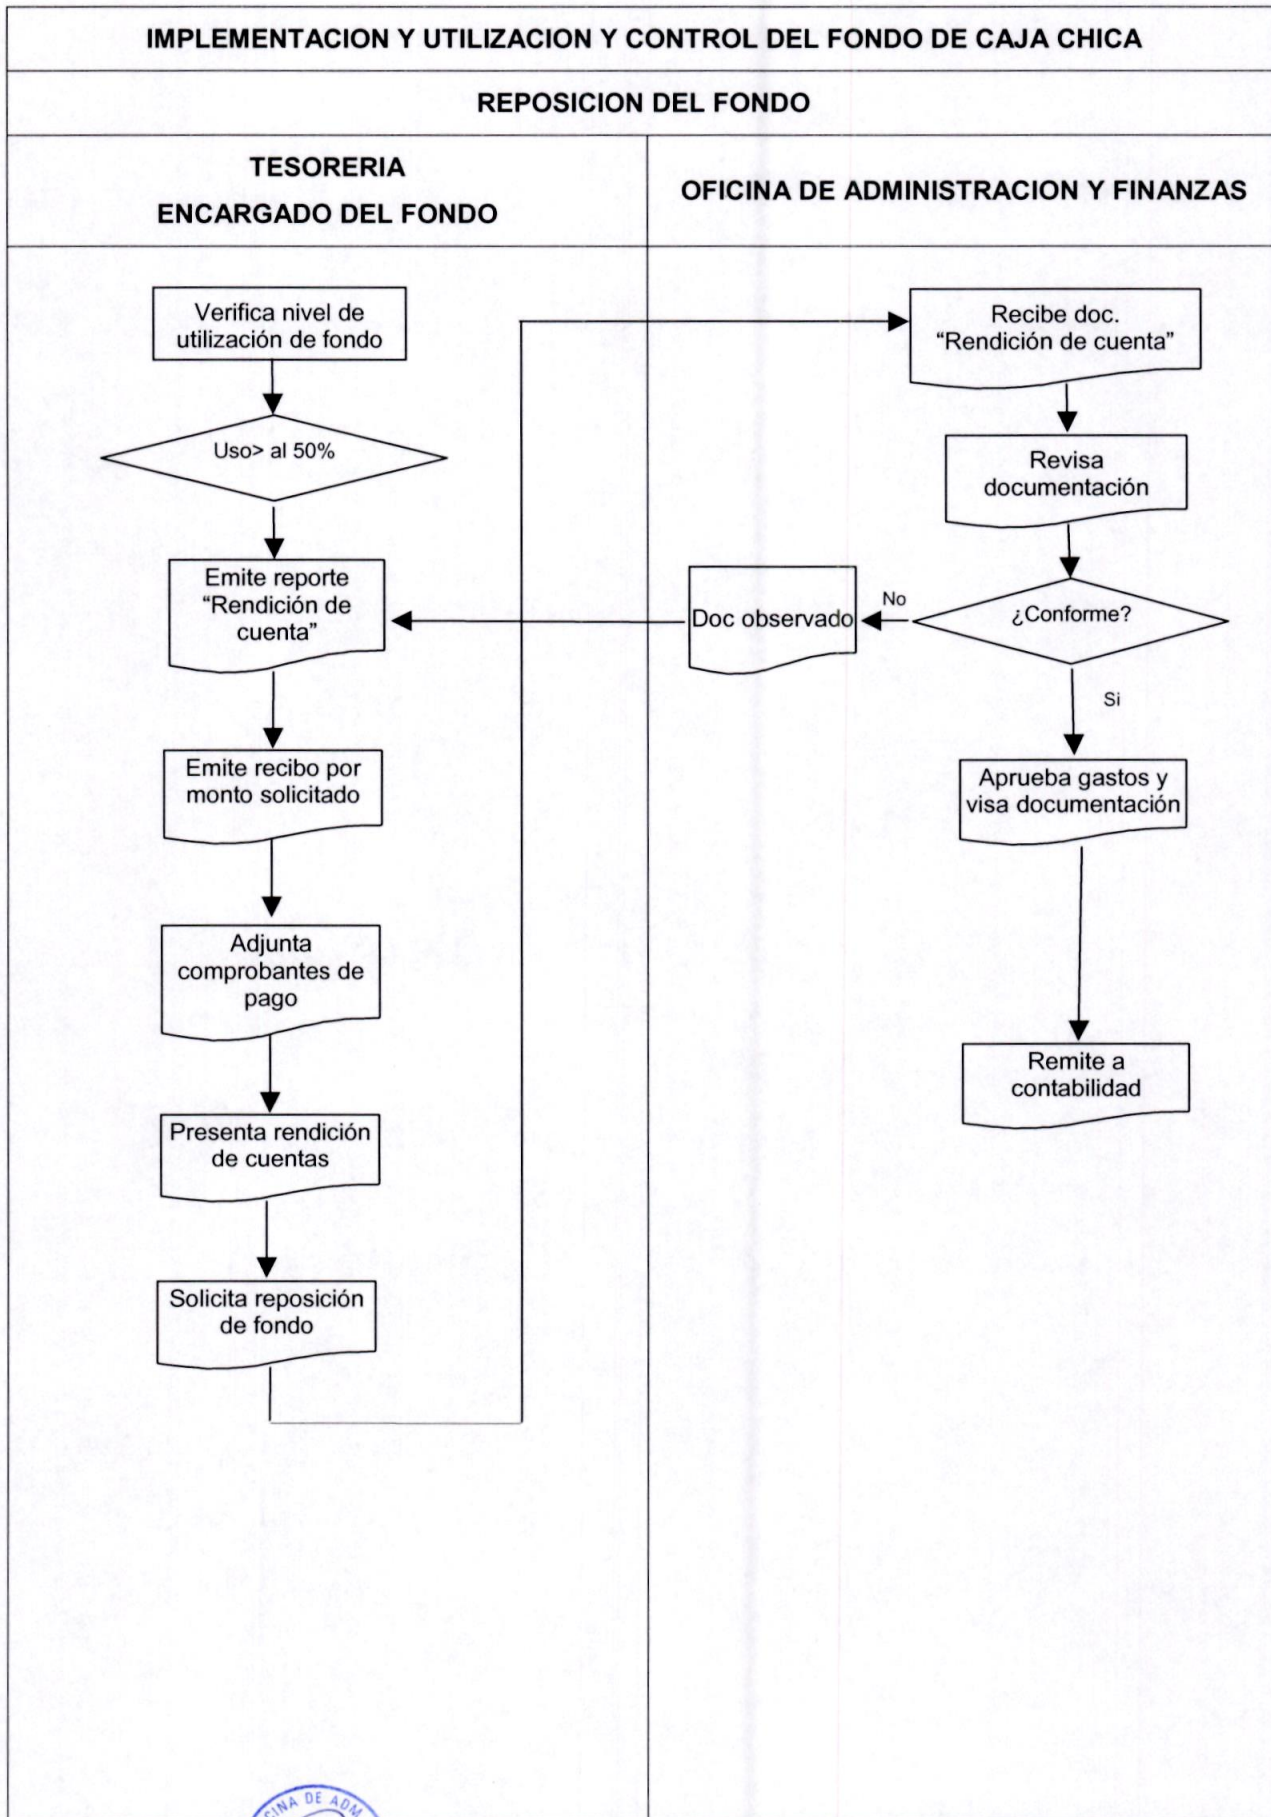 IMPLEMENTACION Y UTILIZACION Y CONTROL DEL FONDO DE CAJA CHICA
REPOSICION DEL FONDO
TESORERIA
ENCARGADO DEL FONDO
OFICINA DE ADMINISTRACION Y FINANZAS
Verifica nivel de
utilización de fondo
Uso> al 50%
Emite reporte
“Rendición de
cuenta”
Emite recibo por
monto solicitado
Adjunta
comprobantes de
pago
Presenta rendición
de cuentas
Solicita reposición
de fondo
Recibe doc.
“Rendición de cuenta”
Revisa
documentación
¿Conforme?
No
Doc observado
Si
Aprueba gastos y
visa documentación
Remite a
contabilidad
DE